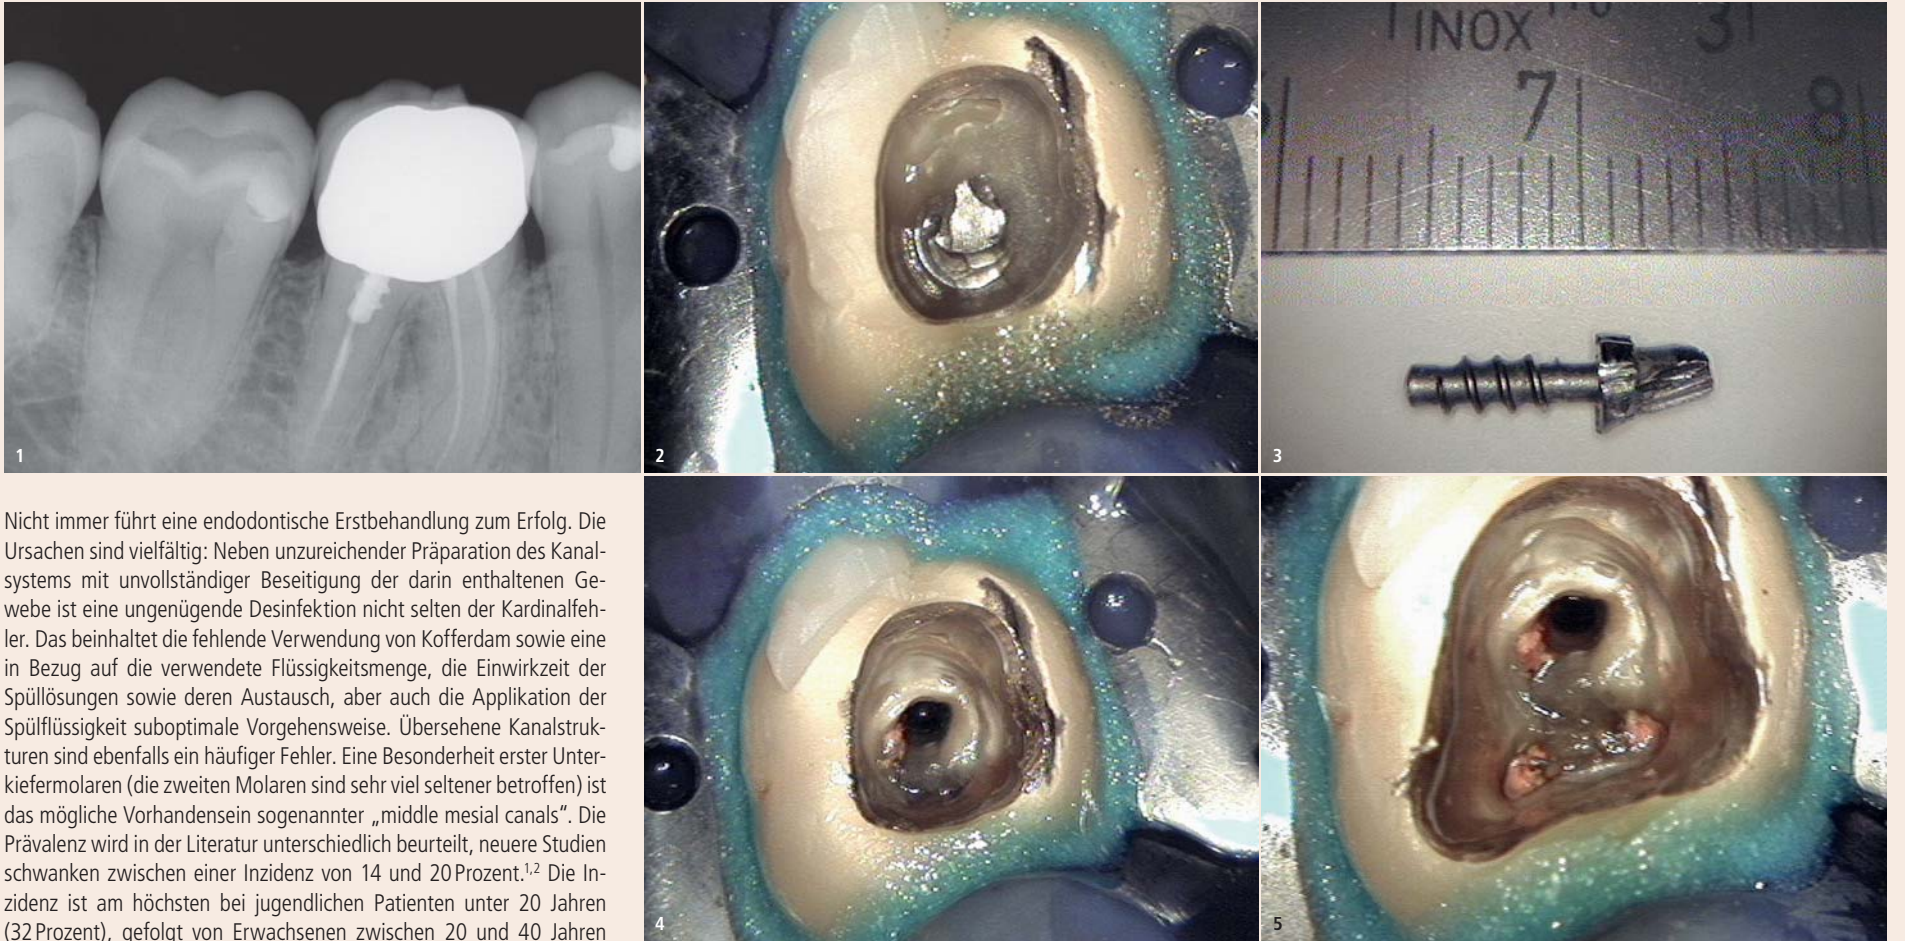 INOX
3
7
8
1
2
3
Nicht immer führt eine endodontische Erstbehandlung zum Erfolg. Die
Ursachen sind vielfältig: Neben unzureichender Präparation des Kanal-
systems mit unvollständiger Beseitigung der darin enthaltenen Ge-
webe ist eine ungenügende Desinfektion nicht selten der Kardinalfeh-
ler. Das beinhaltet die fehlende Verwendung von Kofferdam sowie eine
in Bezug auf die verwendete Flüssigkeitsmenge, die Einwirkzeit der
Spüllösungen sowie deren Austausch, aber auch die Applikation der
Spülflüssigkeit suboptimale Vorgehensweise. Übersehene Kanalstruk-
turen sind ebenfalls ein häufiger Fehler. Eine Besonderheit erster Unter-
kiefermolaren (die zweiten Molaren sind sehr viel seltener betroffen) ist
das mögliche Vorhandensein sogenannter „middle mesial canals“. Die
Prävalenz wird in der Literatur unterschiedlich beurteilt, neuere Studien
schwanken zwischen einer Inzidenz von 14 und 20 Prozent.1,2 Die In-
zidenz ist am höchsten bei jugendlichen Patienten unter 20 Jahren
(32 Prozent), gefolgt von Erwachsenen zwischen 20 und 40 Jahren
4
5